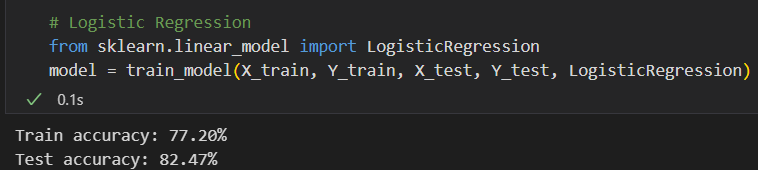 # Logistic Regression
from sklearn.linear_model import LogisticRegression
model = train_model(X_train, Y_train, X_test, Y_test, LogisticRegression)
✓ 0.1s
Train accuracy: 77.20%
Test accuracy: 82.47%